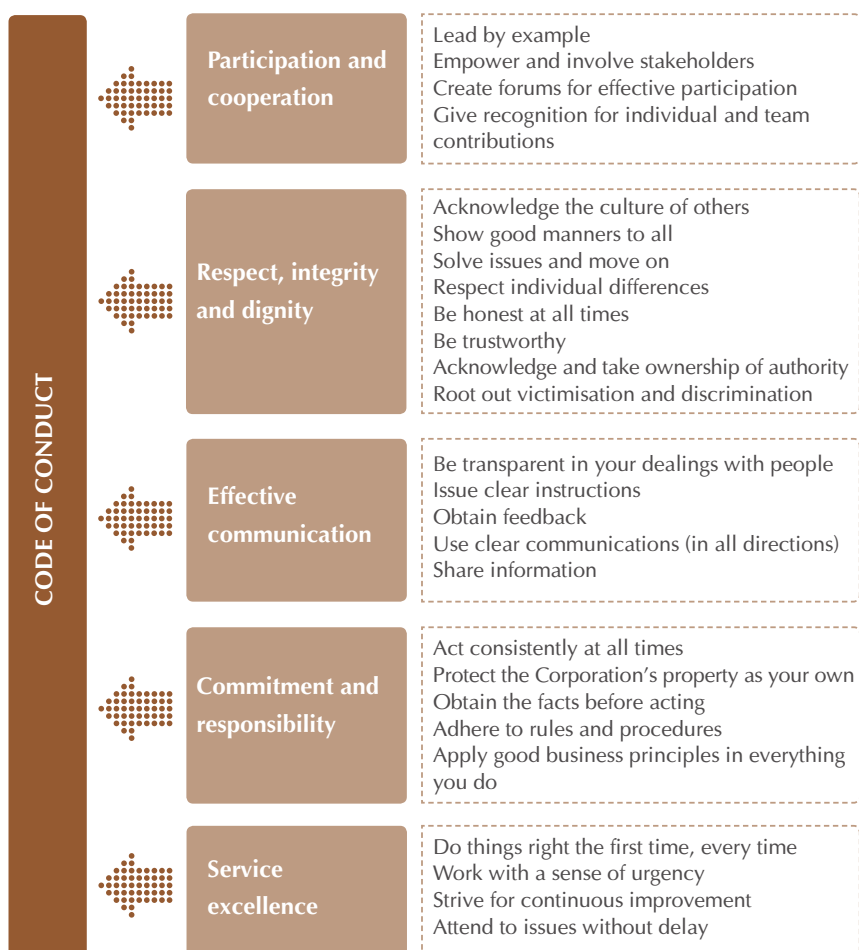 CODE OF CONDUCT
Participation and
cooperation
Lead by example
Empower and involve stakeholders
Create forums for effective participation
Give recognition for individual and team
contributions
Respect, integrity
and dignity
Acknowledge the culture of others
Show good manners to all
Solve issues and move on
Respect individual differences
Be honest at all times
Be trustworthy
Acknowledge and take ownership of authority
Root out victimisation and discrimination
Effective
communication
Be transparent in your dealings with people
Issue clear instructions
Obtain feedback
Use clear communications (in all directions)
Share information
Commitment and
responsibility
Act consistently at all times
Protect the Corporation’s property as your own
Obtain the facts before acting
Adhere to rules and procedures
Apply good business principles in everything
you do
Service
excellence
Do things right the first time, every time
Work with a sense of urgency
Strive for continuous improvement
Attend to issues without delay